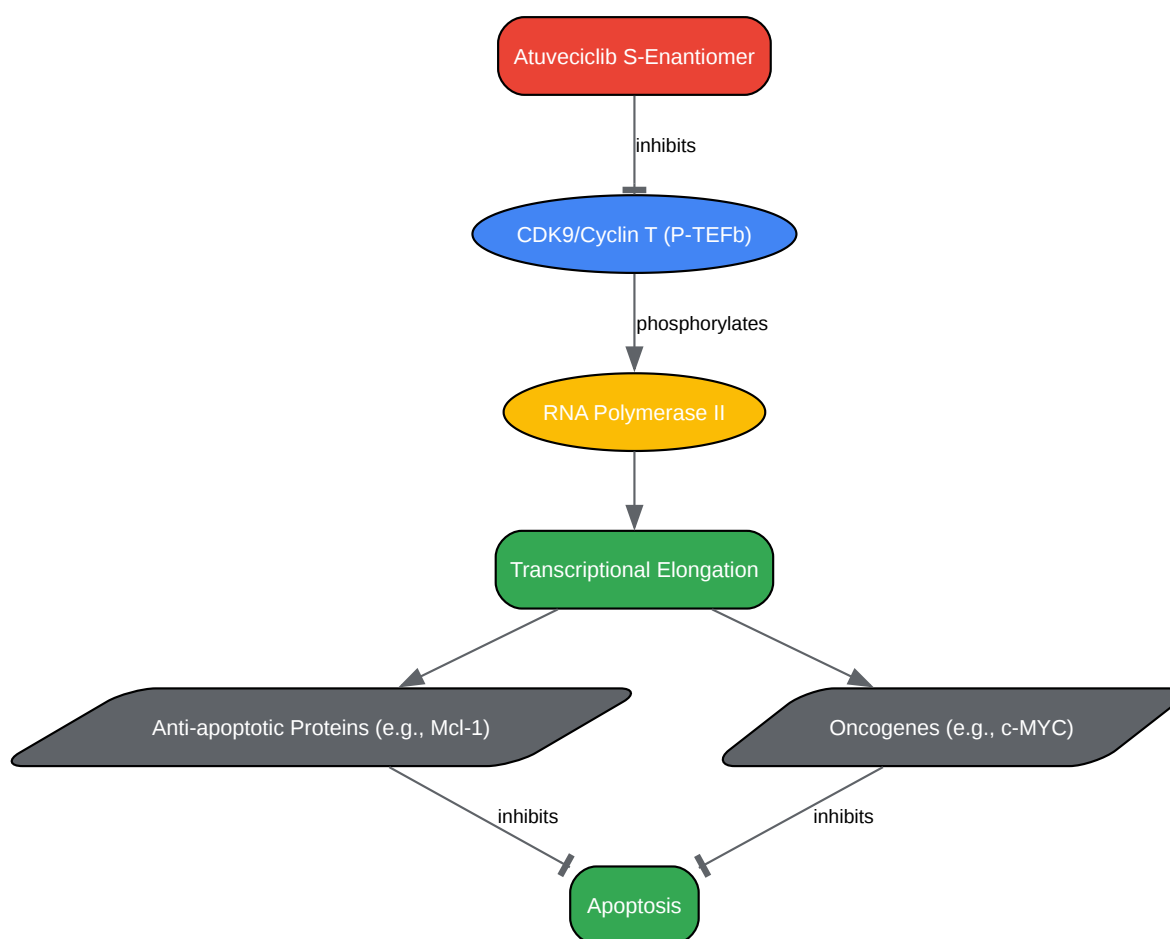 Atuveciclib S-Enantiomer
inhibits
CDK9/Cyclin T (P-TEFb)
phosphorylates
RNA Polymerase II
Transcriptional Elongation
Anti-apoptotic Proteins (e.g., Mcl-1)
Oncogenes (e.g., c-MYC)
inhibits
inhibits
Apoptosis